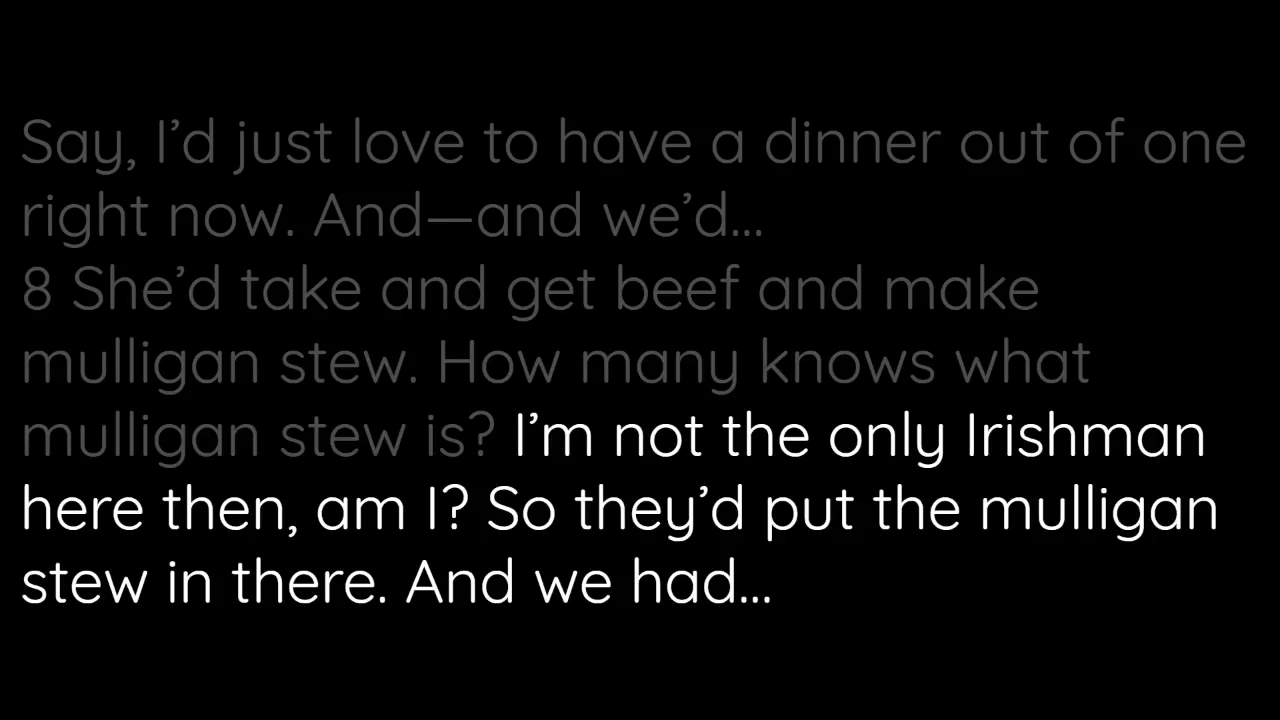 Say, I’d just love to have a dinner out of one
right now. And—and we’d...
8 She’d take and get beef and make
mulligan stew. How many knows what
mulligan stew is? I’m not the only Irishman
here then, am I? So they’d put the mulligan
stew in there. And we had...